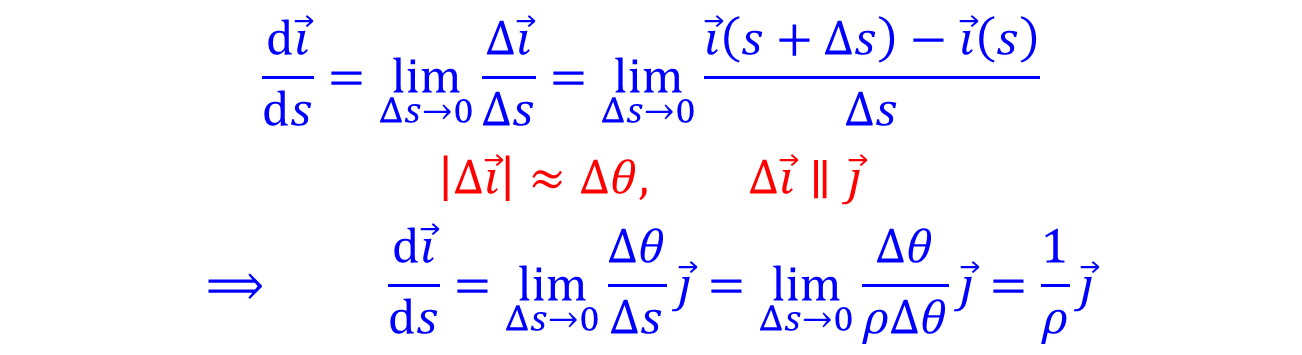 d𝑖⃗/d𝑠 = lim_{Δ𝑠→0} Δ𝑖⃗/Δ𝑠 = lim_{Δ𝑠→0} (𝑖⃗(𝑠 + Δ𝑠) − 𝑖⃗(𝑠))/Δ𝑠
|Δ𝑖⃗| ≈ Δ𝜃, Δ𝑖⃗ ∥ 𝑗⃗
⟹ d𝑖⃗/d𝑠 = lim_{Δ𝑠→0} Δ𝜃/Δ𝑠 𝑗⃗ = lim_{Δ𝑠→0} Δ𝜃/𝜌Δ𝜃 𝑗⃗ = 1/𝜌 𝑗⃗